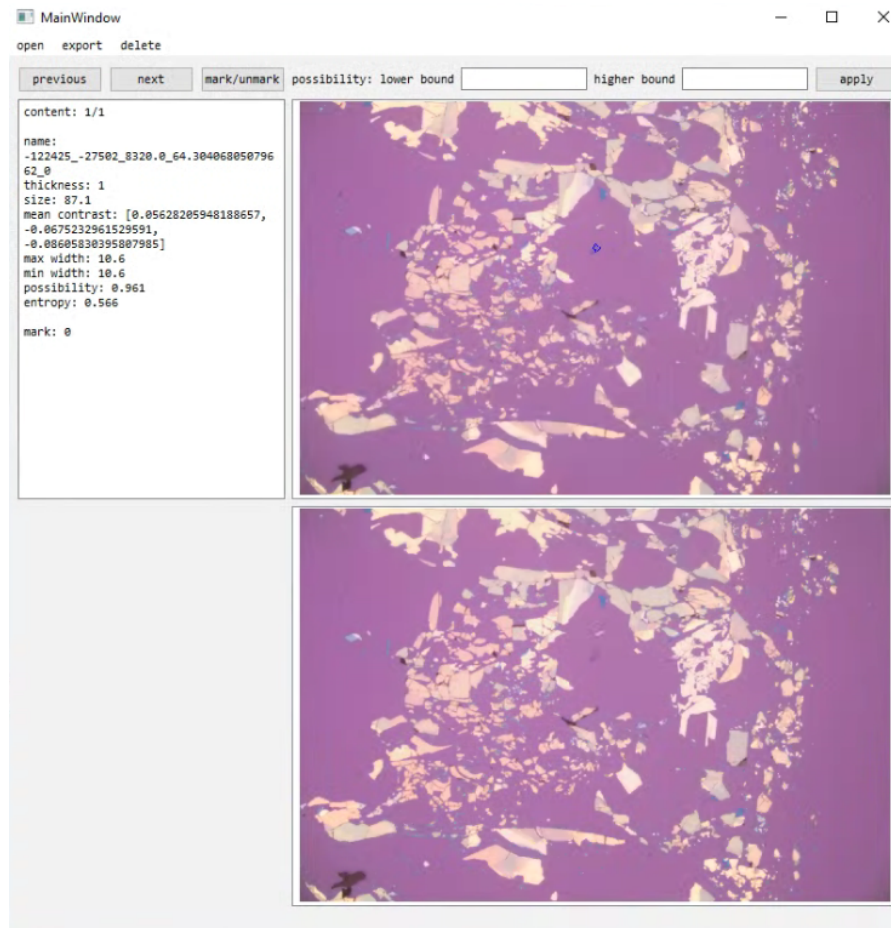 MainWindow
open export delete
previous next mark/unmark possibility: lower bound higher bound apply
content: 1/1
name:
-122425_-27502_8320.0_64.304068050796
62_0
thickness: 1
size: 87.1
mean contrast: [0.05628205948188657,
-0.0675232961529591,
-0.08605830395807985]
max width: 10.6
min width: 10.6
possibility: 0.961
entropy: 0.566
mark: 0